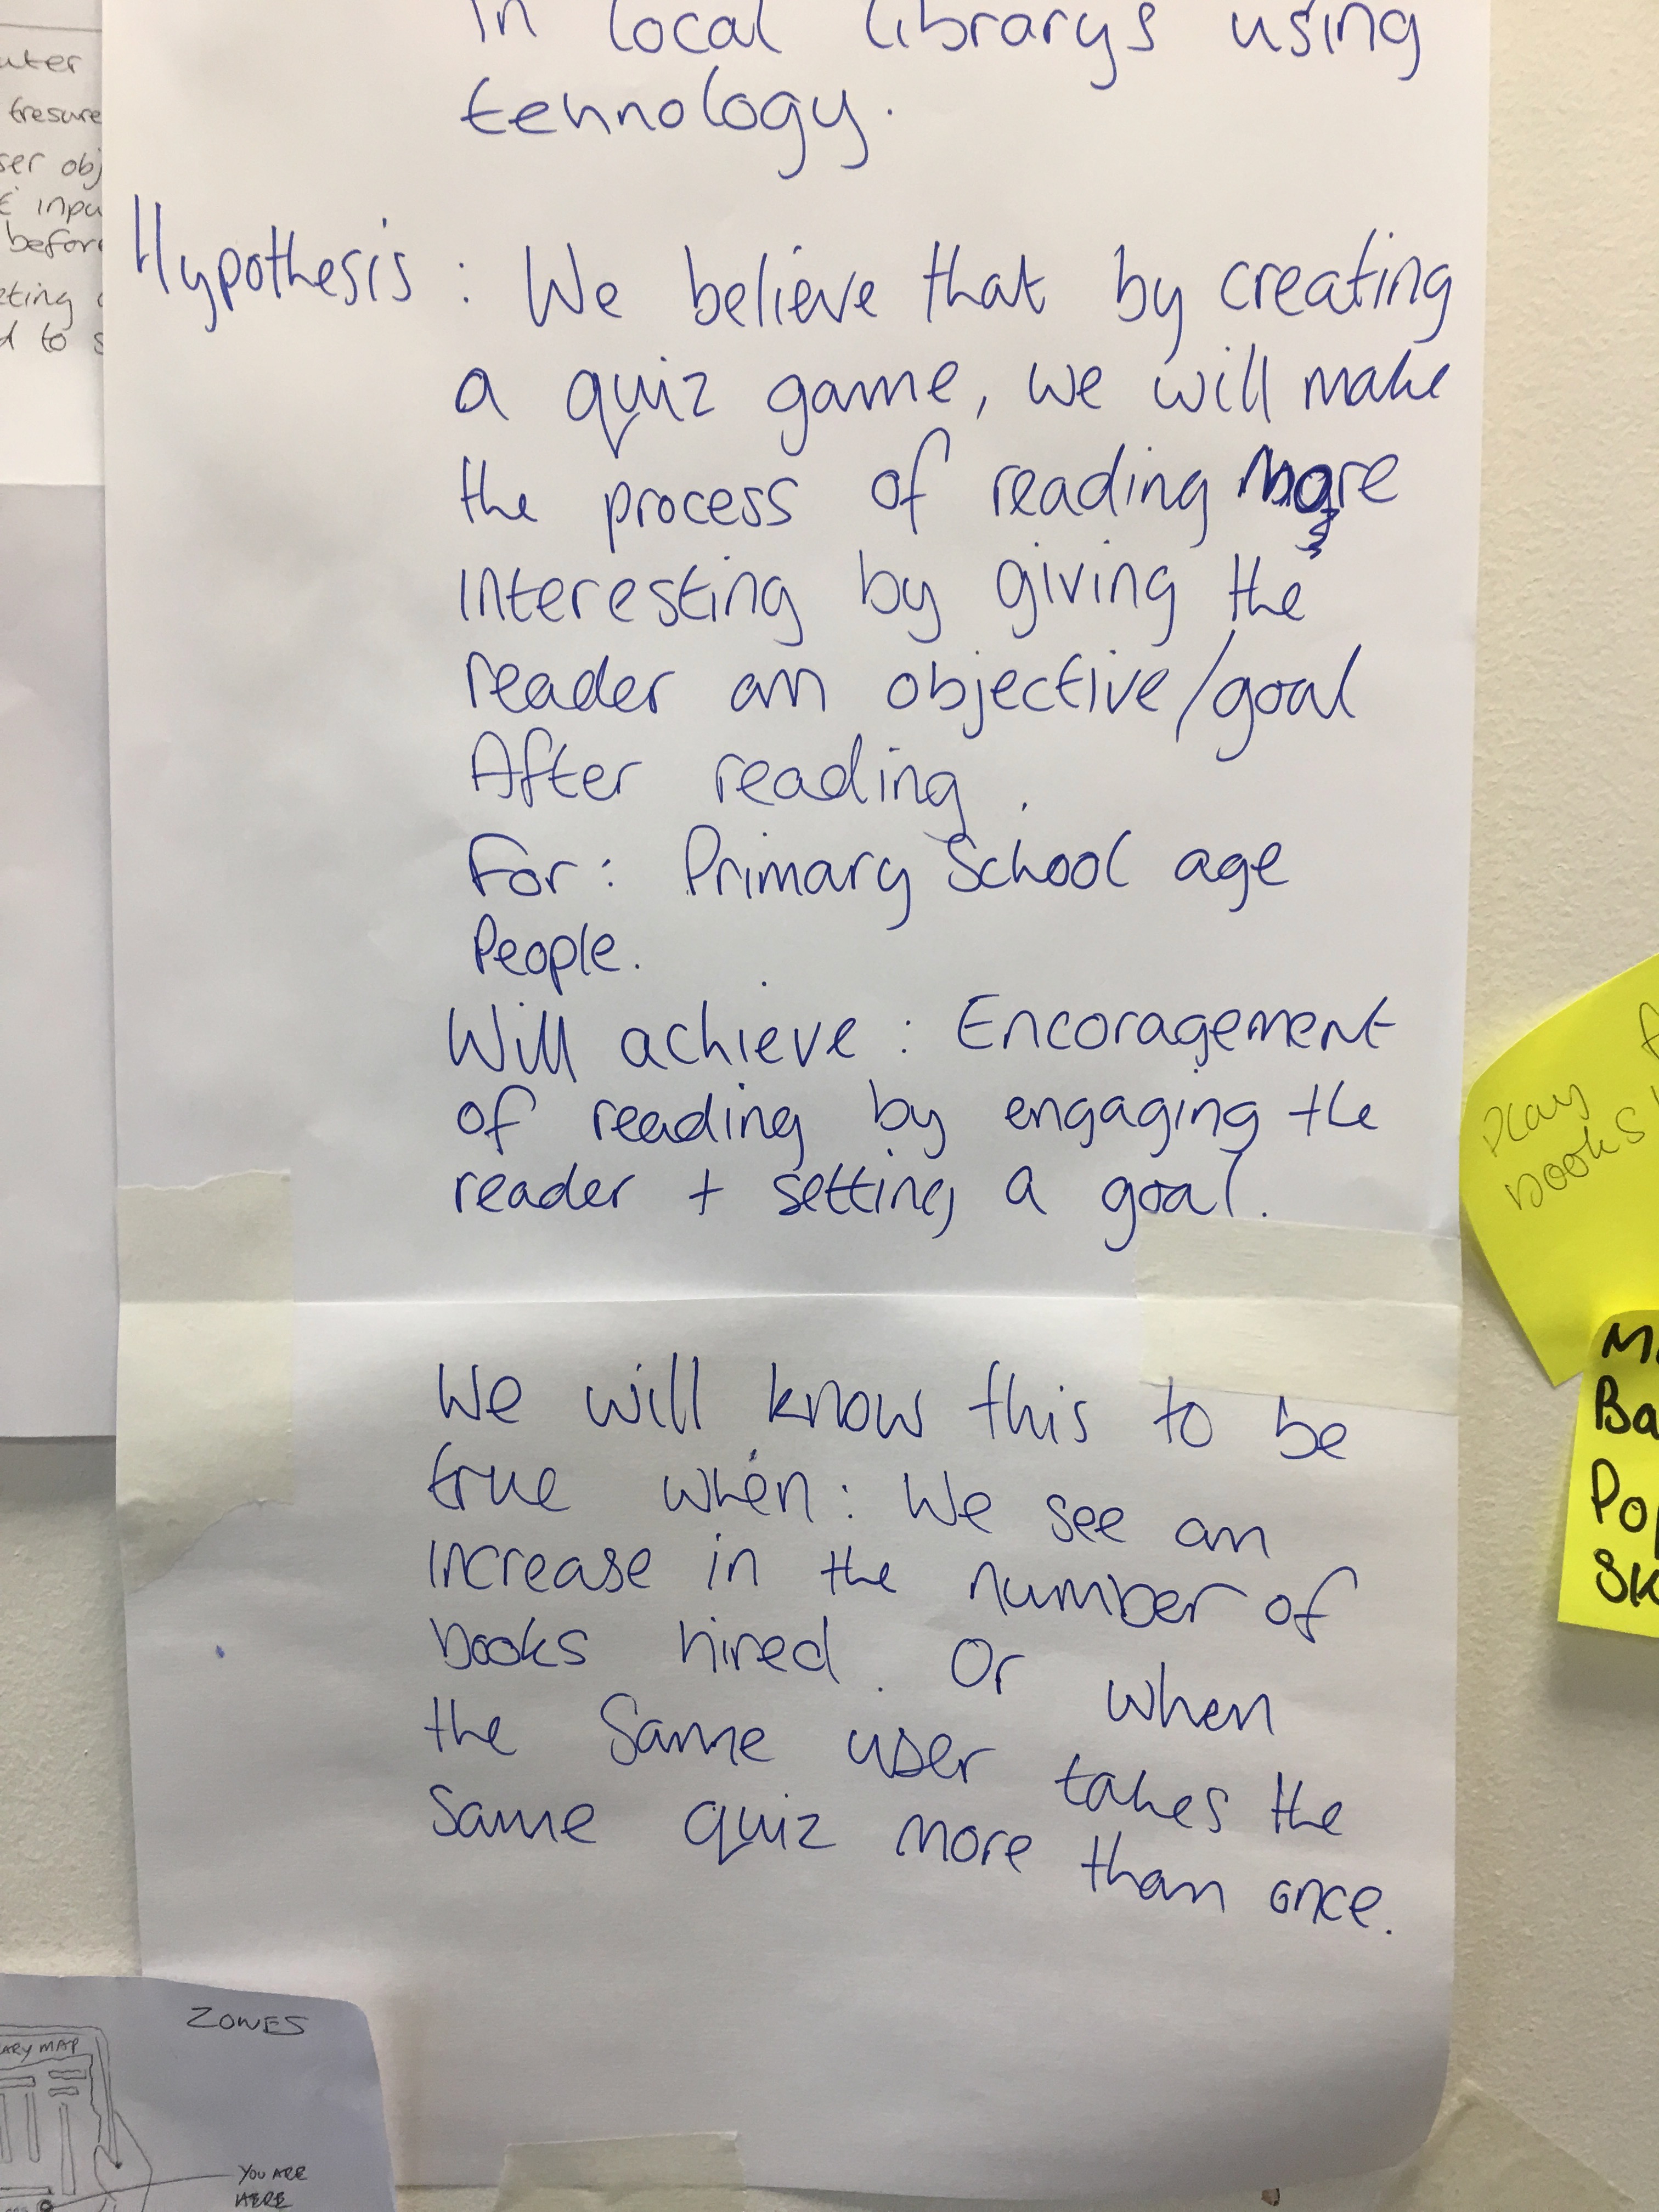 In local librarys using
tehnology.
Hypothesis : We believe that by creating
a quiz game, we will make
the process of reading more
interesting by giving the
reader an objective/goal
After reading.
For: Primary School age
People.
Will achieve : Encoragement
of reading by engaging the
reader + setting a goal.
We will know this to be
true when: We see an
increase in the number of
books hired. Or when
the same user takes the
same quiz more than once.
tresure
ser obj
inpu
befor
eting
to s
Play
books
Ba
Po
Sk
ZONES
ARY MAP
YOU ARE
HERE